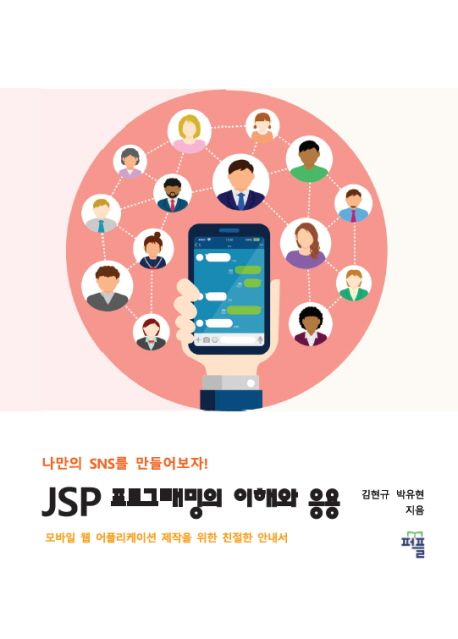 나만의 SNS를 만들어보자!
JSP 프로그래밍의 이해와 응용
김현규 박유현
지음
모바일 웹 어플리케이션 제작을 위한 친절한 안내서
퍼플